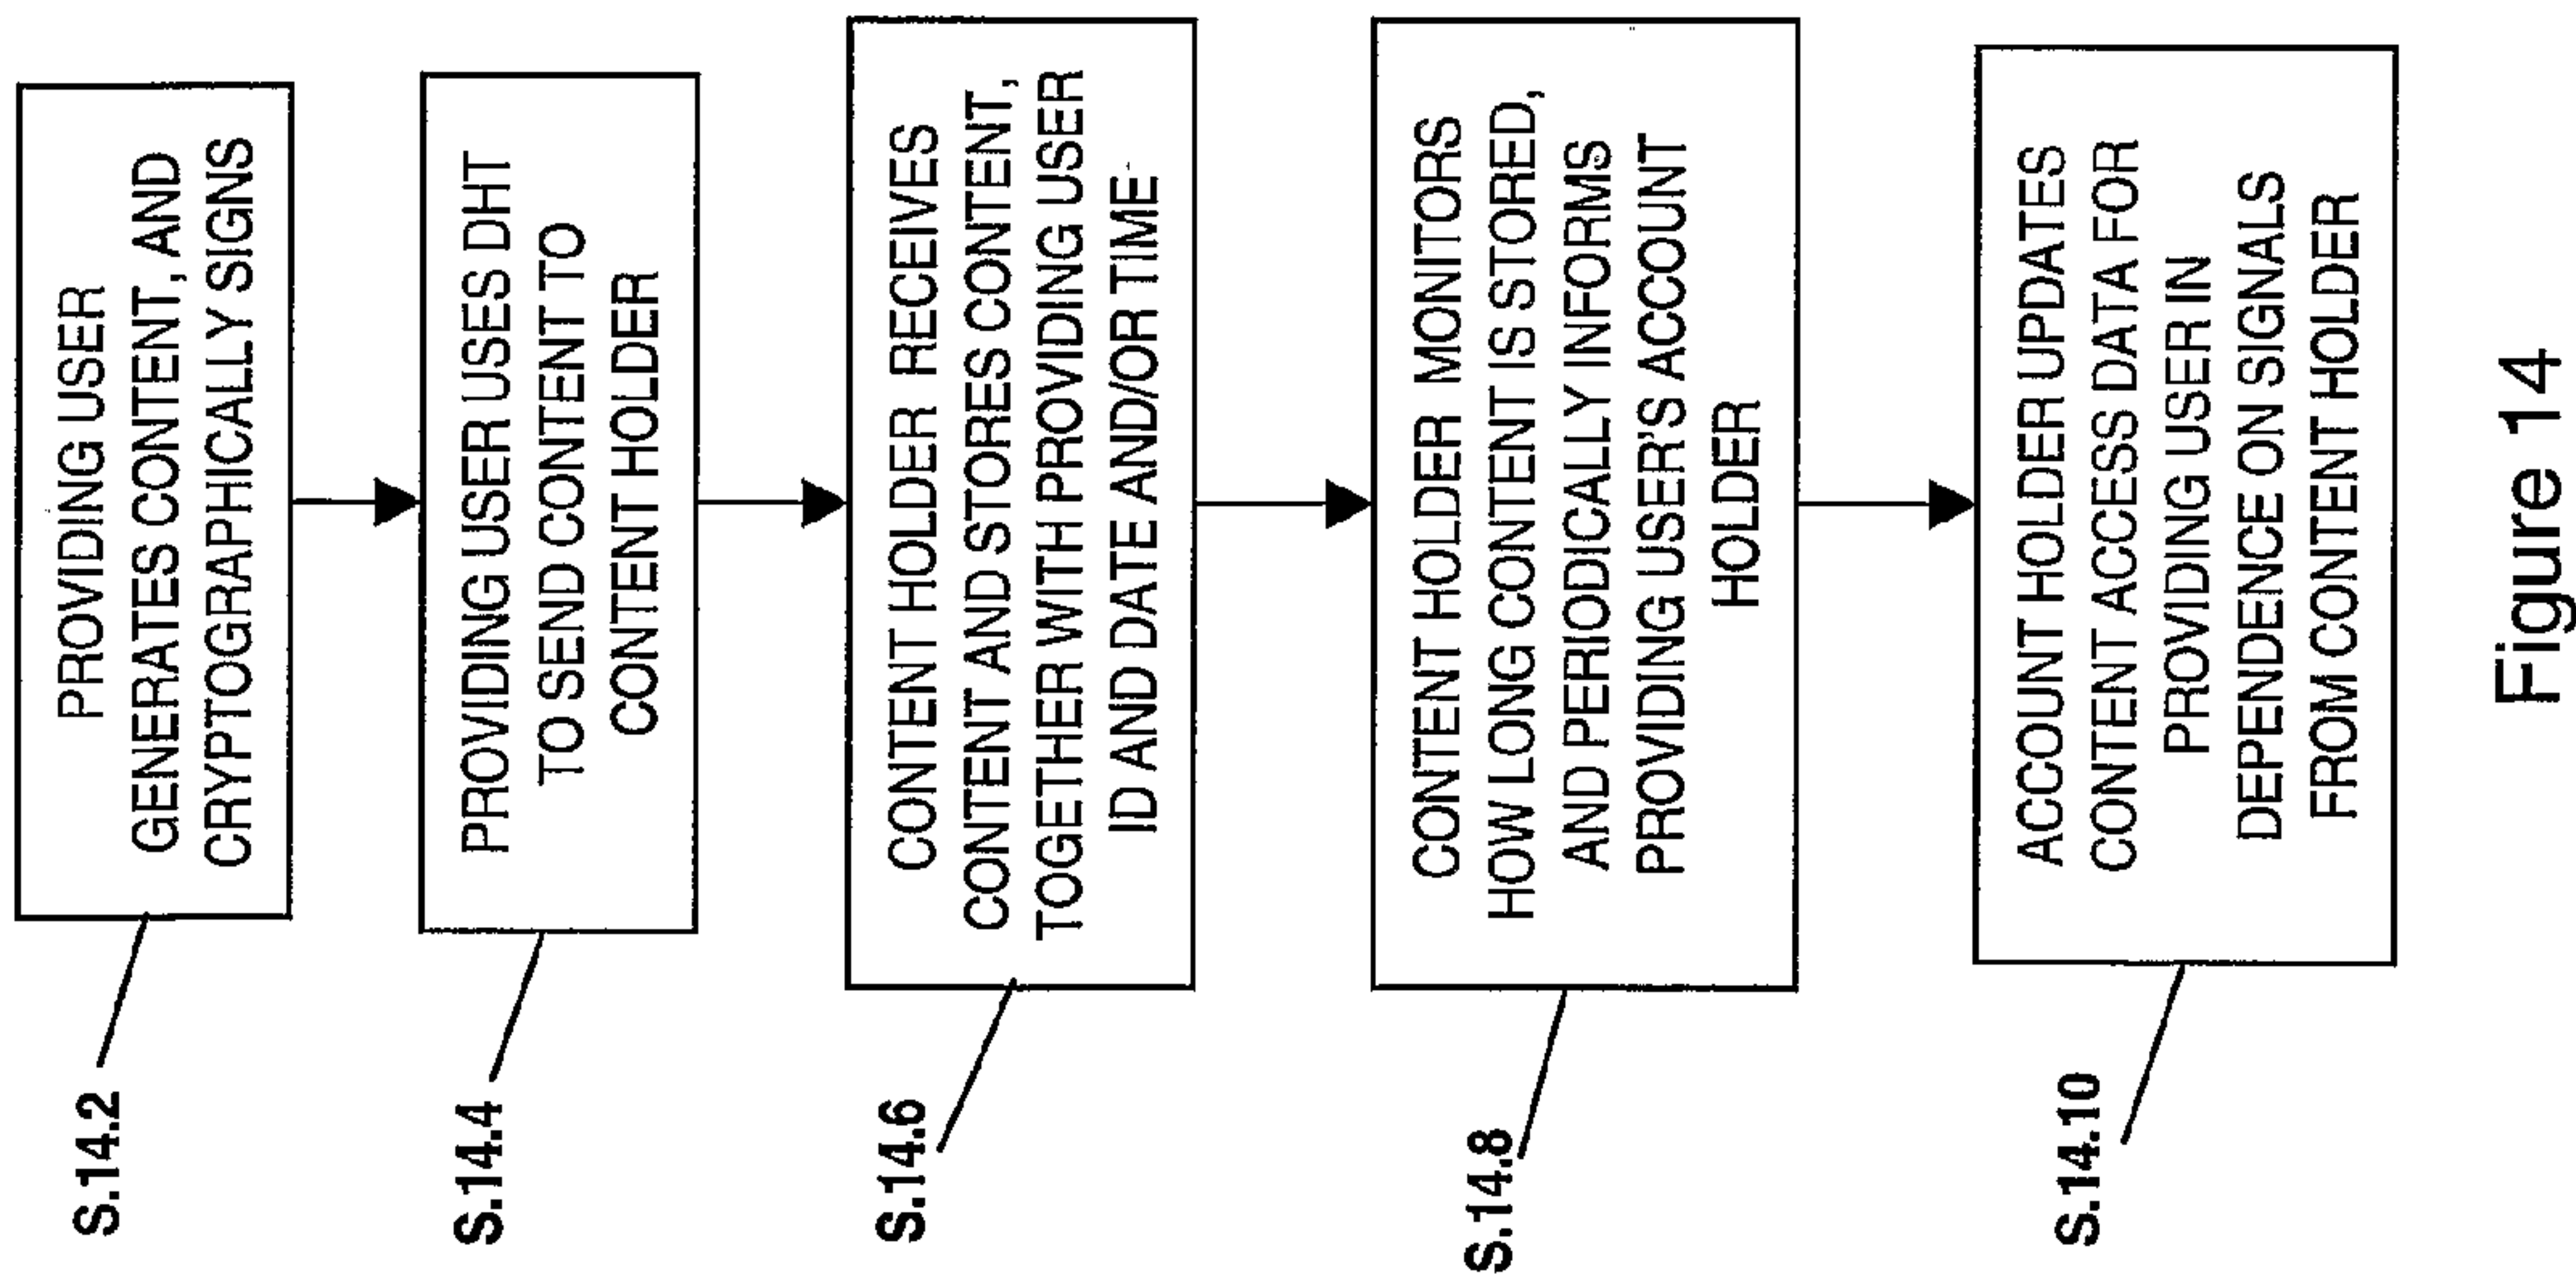 S.14.2
PROVIDING USER
GENERATES CONTENT, AND
CRYPTOGRAPHICALLY SIGNS
S.14.4
PROVIDING USER USES DHT
TO SEND CONTENT TO
CONTENT HOLDER
S.14.6
CONTENT HOLDER RECEIVES
CONTENT AND STORES CONTENT,
TOGETHER WITH PROVIDING USER
ID AND DATE AND/OR TIME
S.14.8
CONTENT HOLDER MONITORS
HOW LONG CONTENT IS STORED,
AND PERIODICALLY INFORMS
PROVIDING USER'S ACCOUNT
HOLDER
S.14.10
ACCOUNT HOLDER UPDATES
CONTENT ACCESS DATA FOR
PROVIDING USER IN
DEPENDENCE ON SIGNALS
FROM CONTENT HOLDER
Figure 14